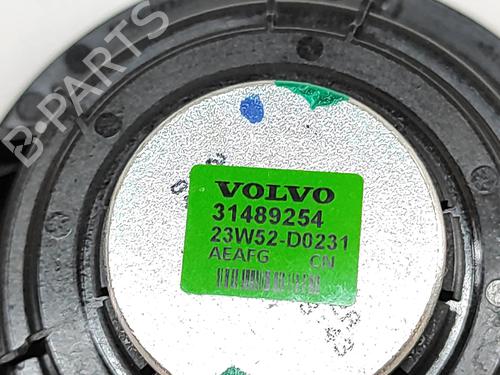 B-PARTS
VOLVO
31489254
23W52-D0231
AEAFG CN